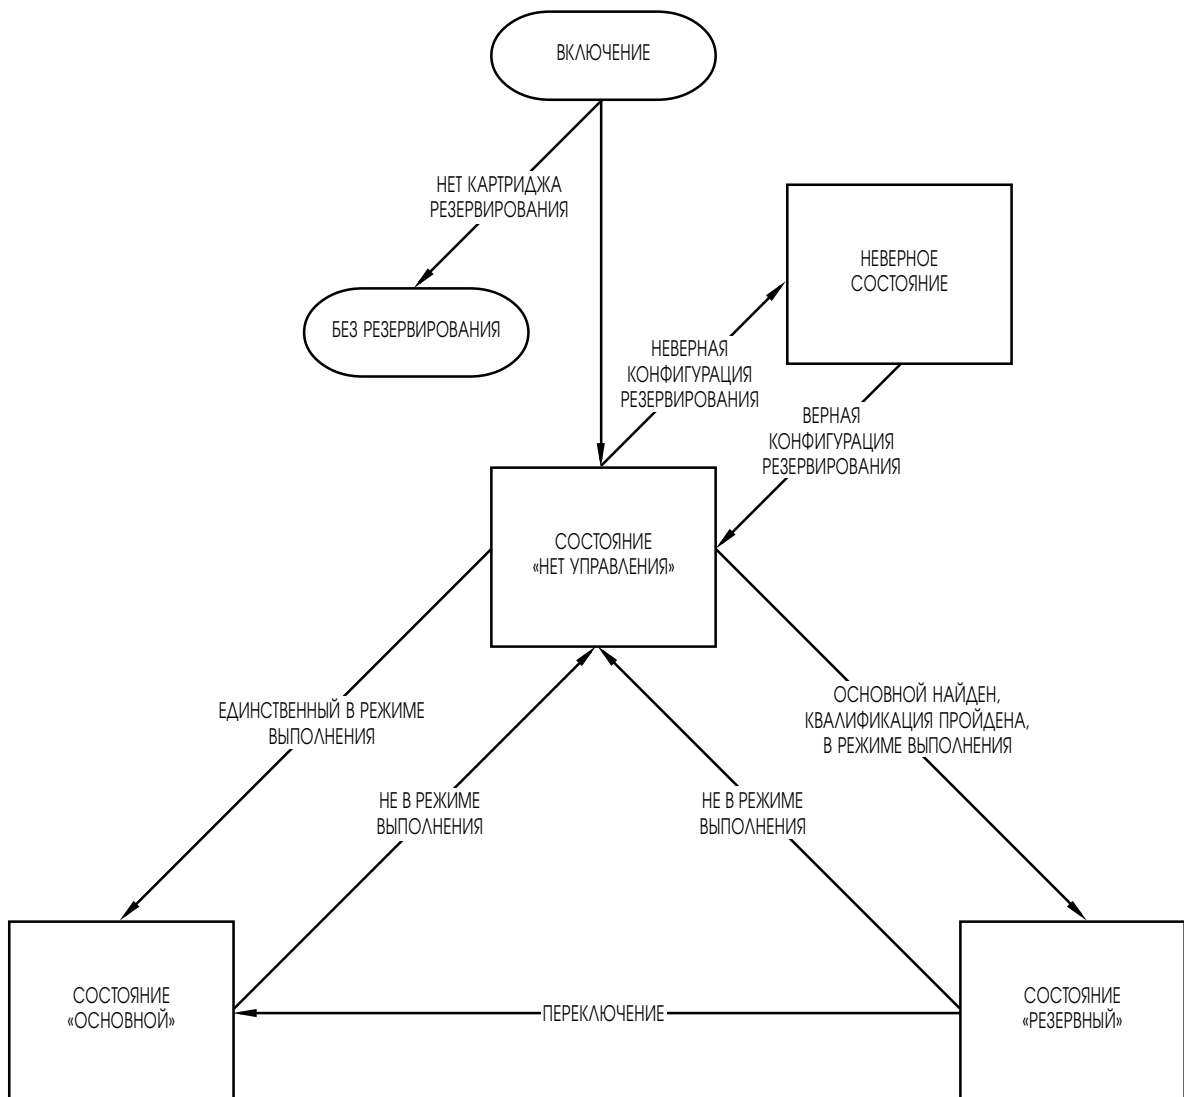 ВКЛЮЧЕНИЕ
НЕТ КАРТРИДЖА
РЕЗЕРВИРОВАНИЯ
НЕВЕРНОЕ
СОСТОЯНИЕ
БЕЗ РЕЗЕРВИРОВАНИЯ
НЕВЕРНАЯ
КОНФИГУРАЦИЯ
РЕЗЕРВИРОВАНИЯ
ВЕРНАЯ
КОНФИГУРАЦИЯ
РЕЗЕРВИРОВАНИЯ
СОСТОЯНИЕ
«НЕТ УПРАВЛЕНИЯ»
ЕДИНСТВЕННЫЙ В РЕЖИМЕ
ВЫПОЛНЕНИЯ
ОСНОВНОЙ НАЙДЕН,
КВАЛИФИКАЦИЯ ПРОЙДЕНА,
В РЕЖИМЕ ВЫПОЛНЕНИЯ
НЕ В РЕЖИМЕ
ВЫПОЛНЕНИЯ
НЕ В РЕЖИМЕ
ВЫПОЛНЕНИЯ
СОСТОЯНИЕ
«ОСНОВНОЙ»
ПЕРЕКЛЮЧЕНИЕ
СОСТОЯНИЕ
«РЕЗЕРВНЫЙ»